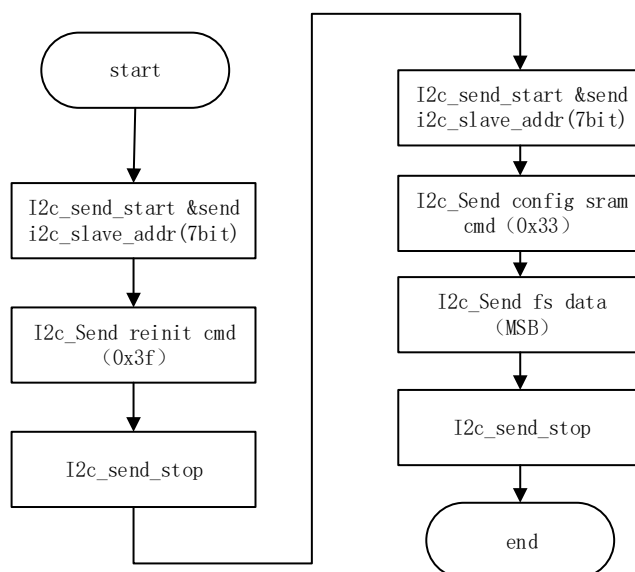 start
I2c_send_start &send
i2c_slave_addr(7bit)
I2c_Send reinit cmd
（0x3f）
I2c_send_stop
I2c_send_start &send
i2c_slave_addr(7bit)
I2c_Send config sram
cmd（0x33）
I2c_Send fs data
（MSB）
I2c_send_stop
end